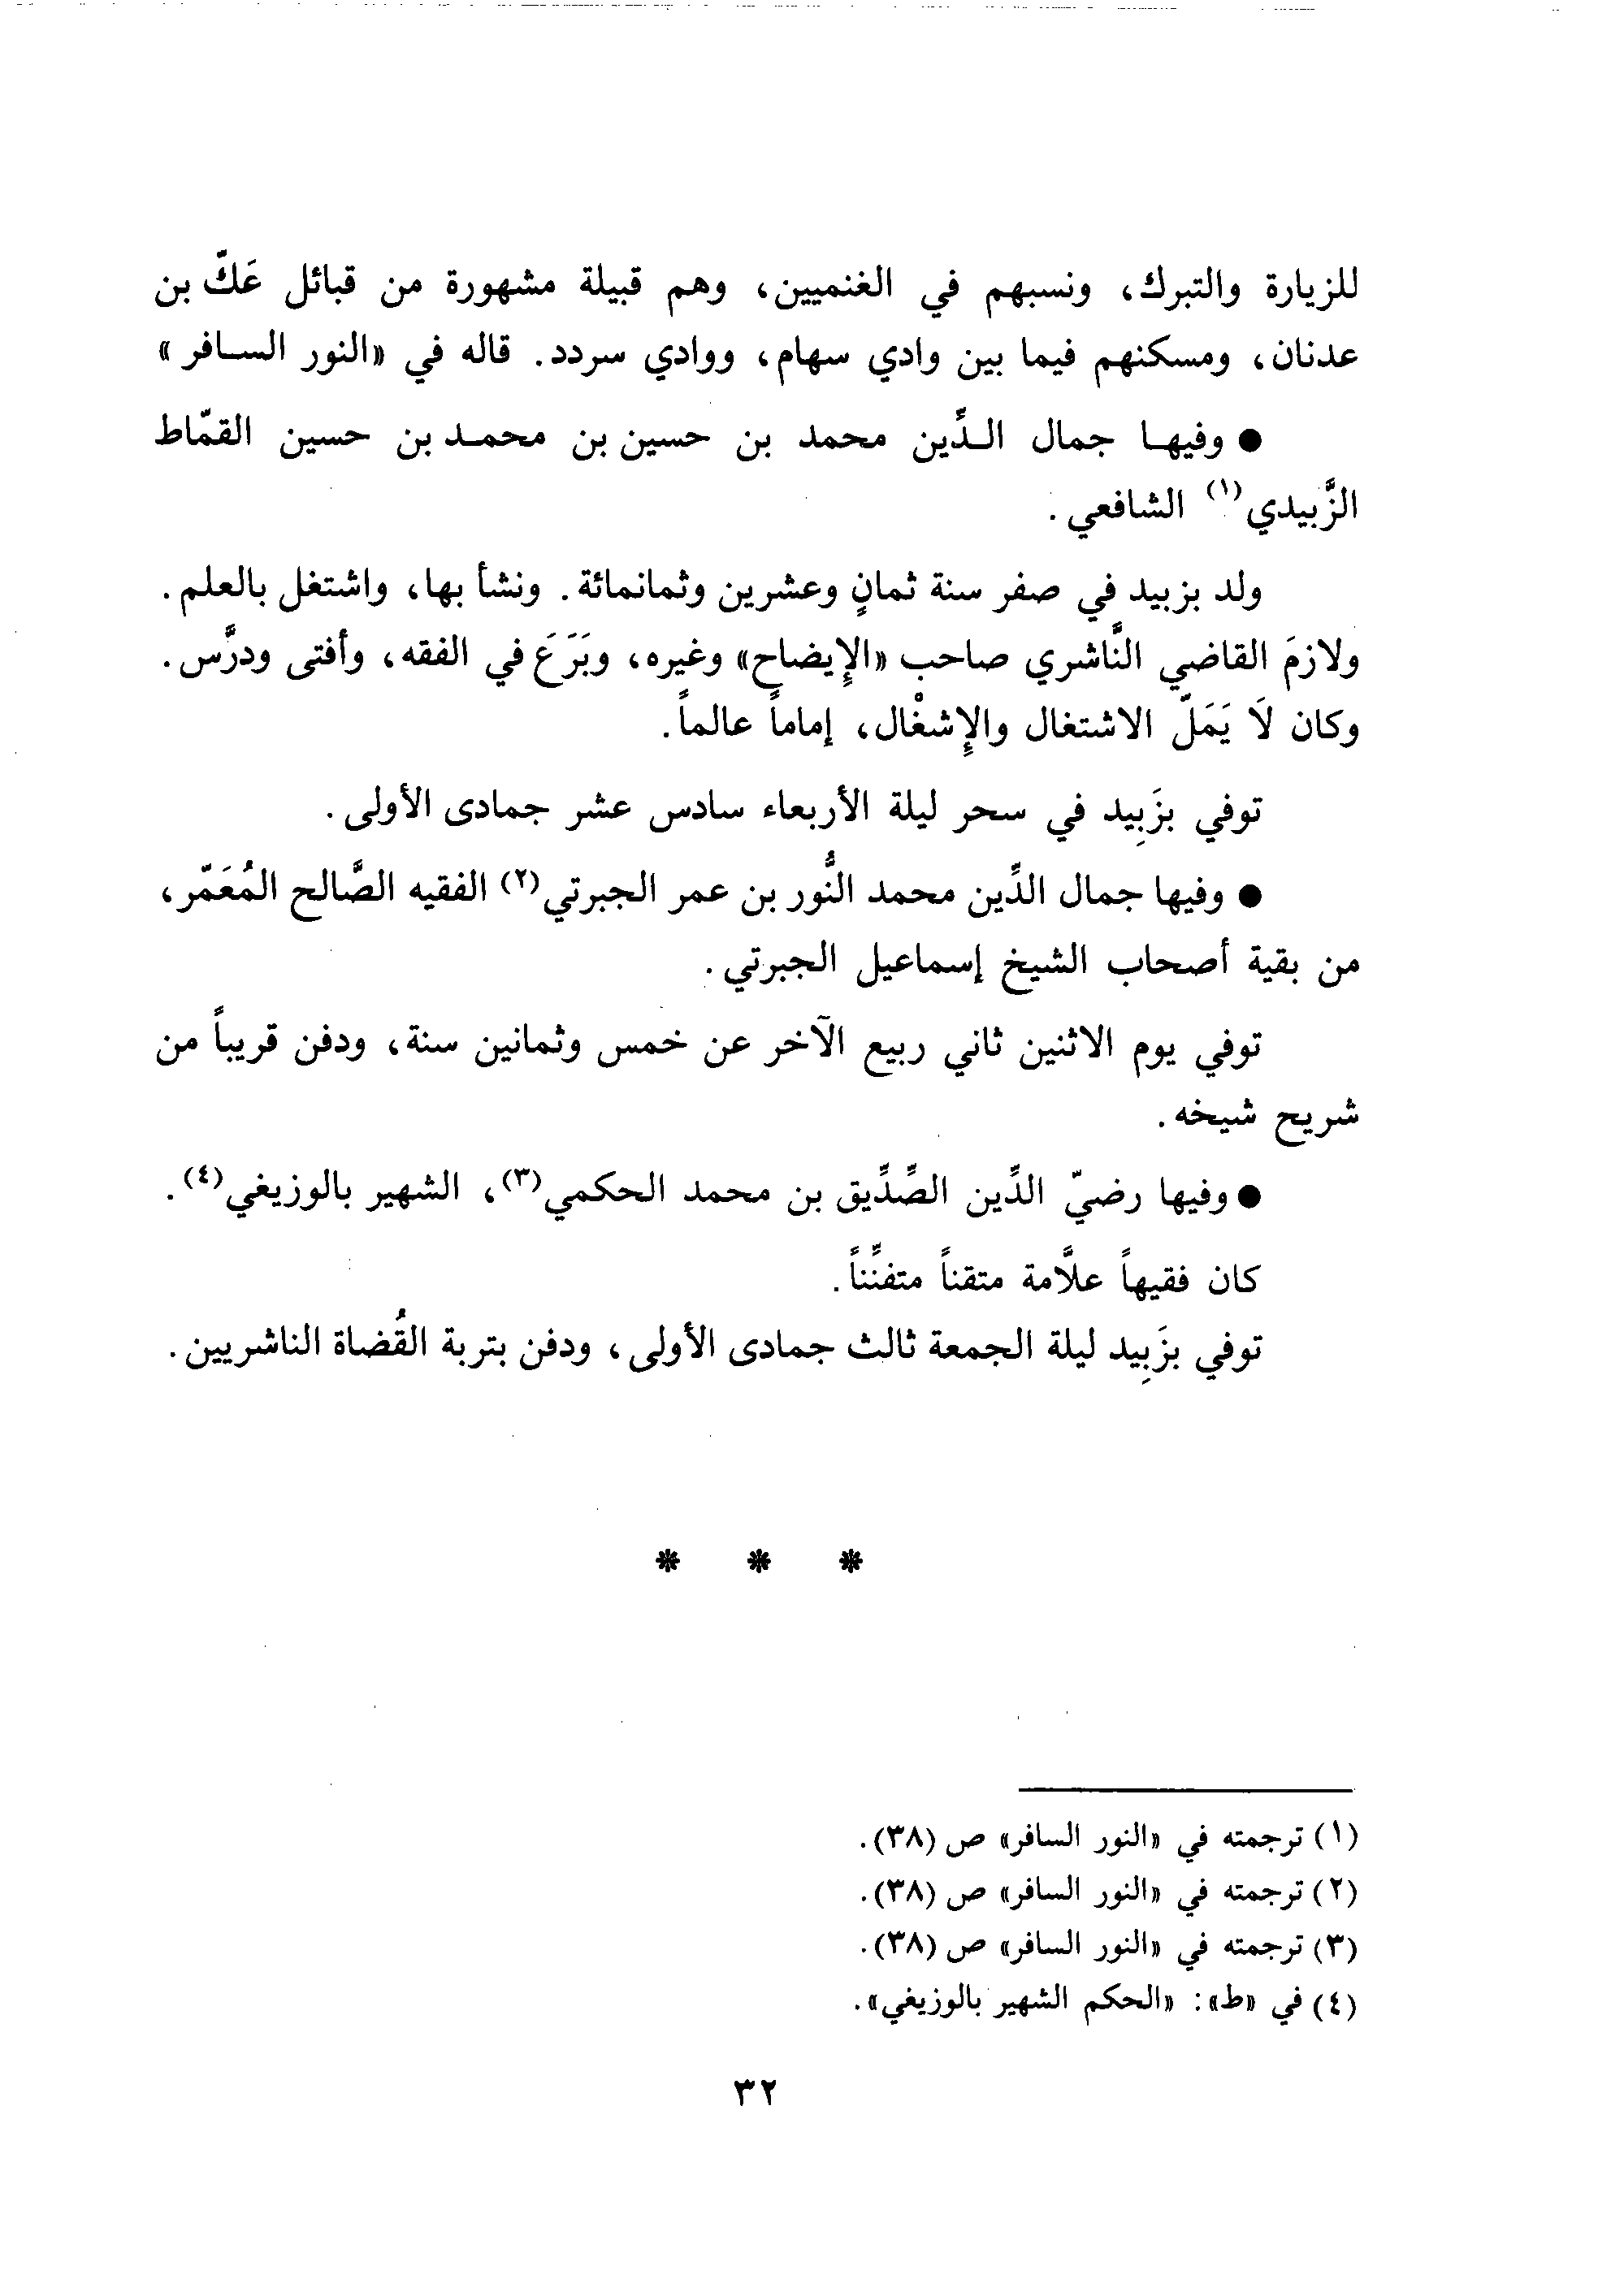 للزيارة والتبرك، ونسبهم في الغنميين، وهم قبيلة مشهورة من قبائل عَكّ بن
عدنان، ومسكنهم فيما بين وادي سهام، ووادي سردد. قاله في «النور السافر»
● وفيها جمال الدِّين محمد بن حسين بن محمد بن حسين القمّاط
الزَّبيدي(١) الشافعي.
ولد بزبيد في صفر سنة ثمانٍ وعشرين وثمانمائة. ونشأ بها، واشتغل بالعلم.
ولازمَ القاضي النَّاشري صاحب «الإِيضاح» وغيره، وبَرَعَ في الفقه، وأفتى ودرَّس.
وكان لَا يَمَلّ الاشتغال والإِشغْال، إماماً عالماً.
توفي بزَبِيد في سحر ليلة الأربعاء سادس عشر جمادى الأولى.
● وفيها جمال الدِّين محمد النُّور بن عمر الجبرتي(٢) الفقيه الصَّالح المُعَمّر،
من بقية أصحاب الشيخ إسماعيل الجبرتي.
توفي يوم الاثنين ثاني ربيع الآخر عن خمس وثمانين سنة، ودفن قريباً من
شريح شيخه.
● وفيها رضيّ الدِّين الصِّدِّيق بن محمد الحكمي(٣)، الشهير بالوزيغي(٤).
كان فقيهاً علاَّمة متقناً متفنِّناً.
توفي بزَبِيد ليلة الجمعة ثالث جمادى الأولى، ودفن بتربة القُضاة الناشريين.
* * *
(١) ترجمته في «النور السافر» ص (٣٨).
(٢) ترجمته في «النور السافر» ص (٣٨).
(٣) ترجمته في «النور السافر» ص (٣٨).
(٤) في «ط»: «الحكم الشهير بالوزيغي».
٣٢